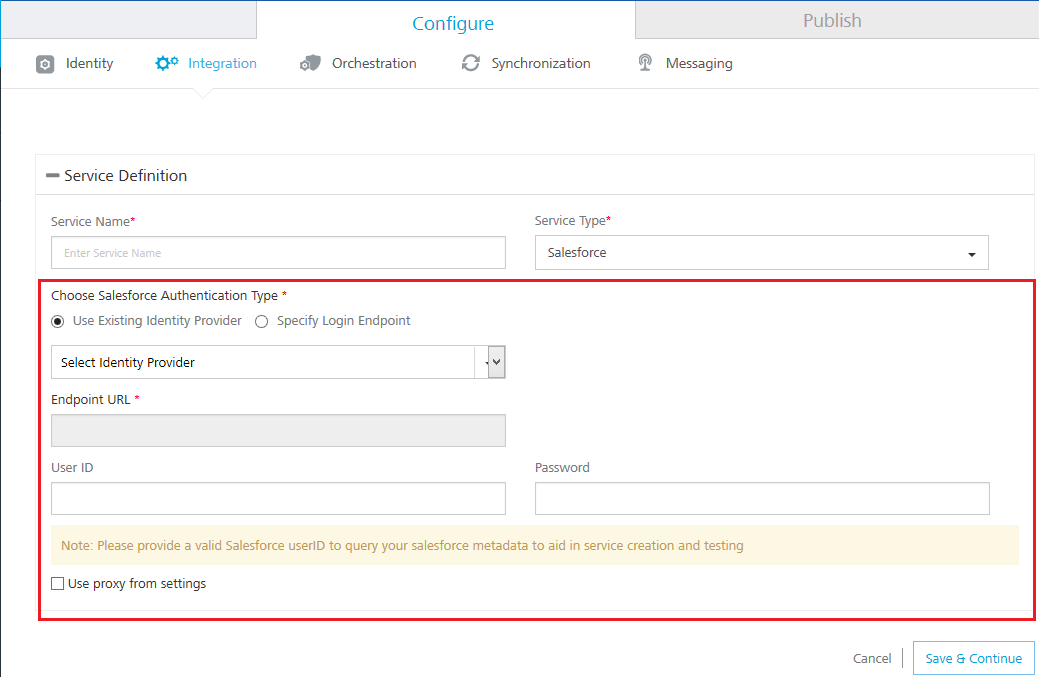 Configure
Publish
Identity
Integration
Orchestration
Synchronization
Messaging
Service Definition
Service Name*
Service Type*
Enter Service Name
Salesforce
Choose Salesforce Authentication Type *
Use Existing Identity Provider
Specify Login Endpoint
Select Identity Provider
Endpoint URL *
User ID
Password
Note: Please provide a valid Salesforce userID to query your salesforce metadata to aid in service creation and testing
Use proxy from settings
Cancel
Save & Continue